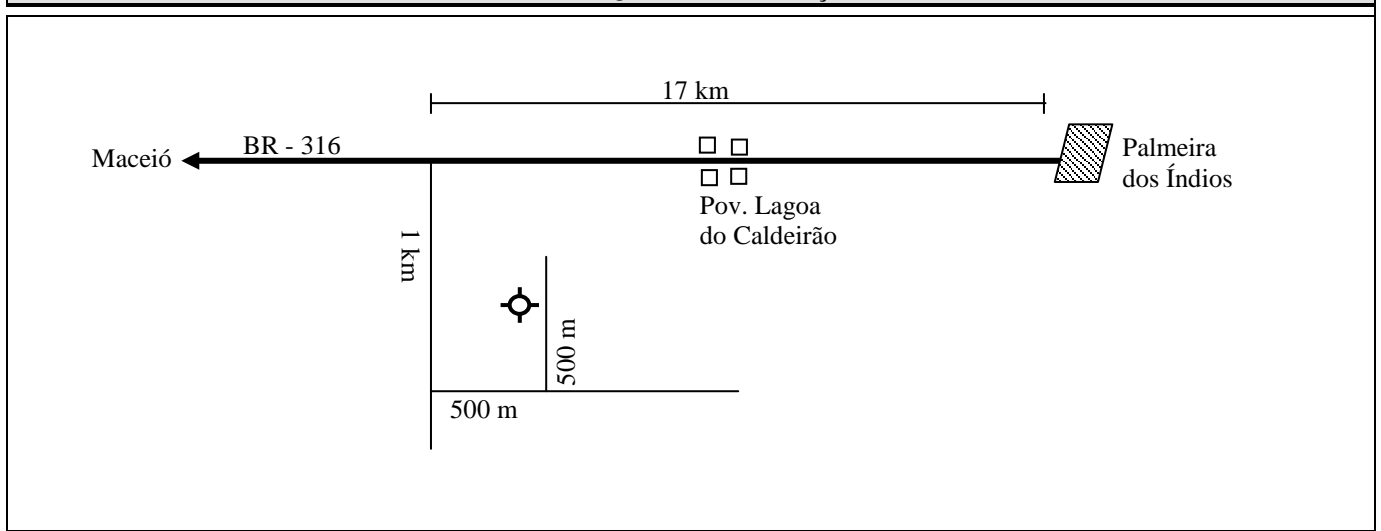 17 km
BR - 316
Maceió
Palmeira
dos Índios
Pov. Lagoa
do Caldeirão
1 km
500 m
500 m